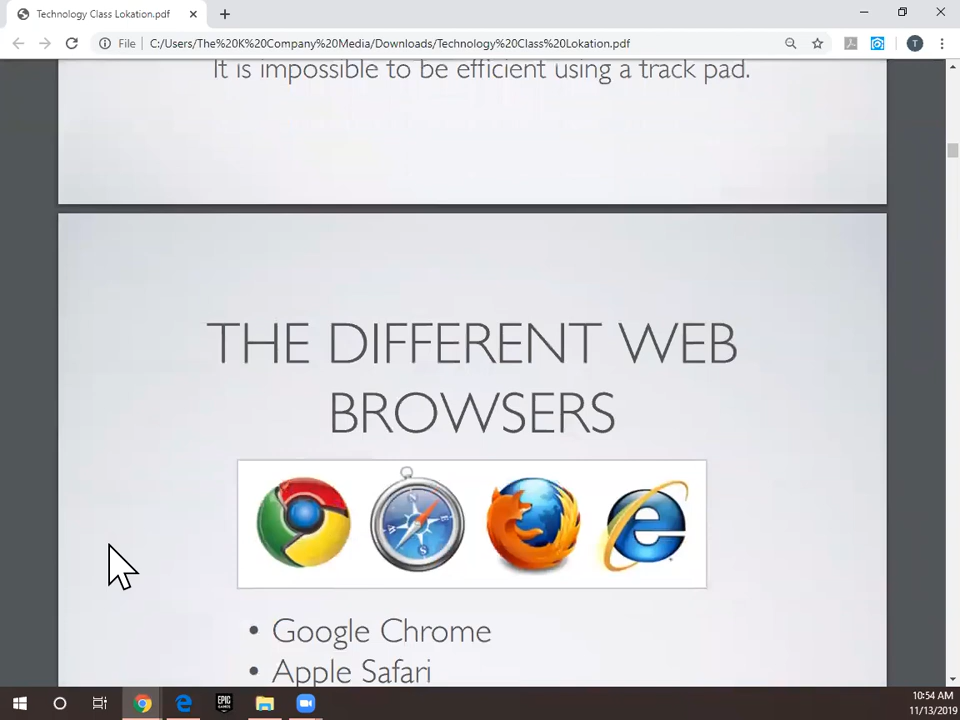 Technology Class Lokation.pdf
File
C:/Users/The%20K%20Company%20Media/Downloads/Technology%20Class%20Lokation.pdf
T
It is impossible to be efficient using a track pad.
THE DIFFERENT WEB
BROWSERS
• Google Chrome
• Apple Safari
EPIC
GAMES
10:54 AM
11/13/2019